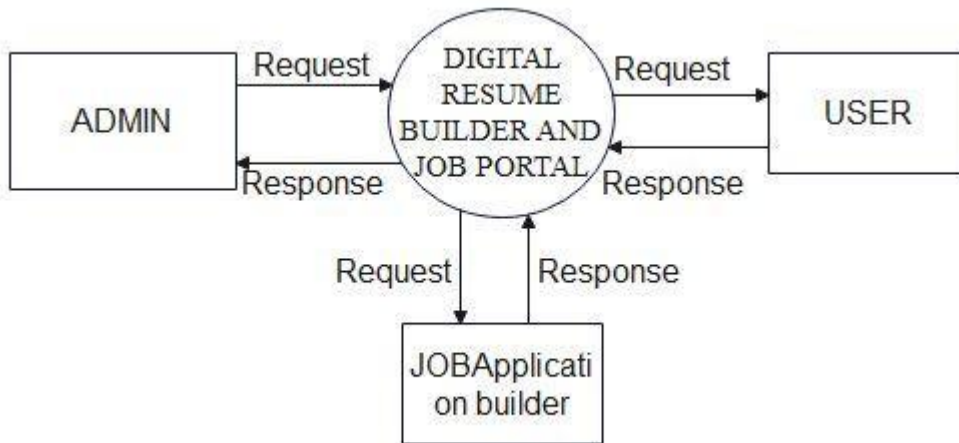 ADMIN
Request
Response
DIGITAL
RESUME
BUILDER AND
JOB PORTAL
Request
Response
USER
Request
Response
JOBApplicati
on builder